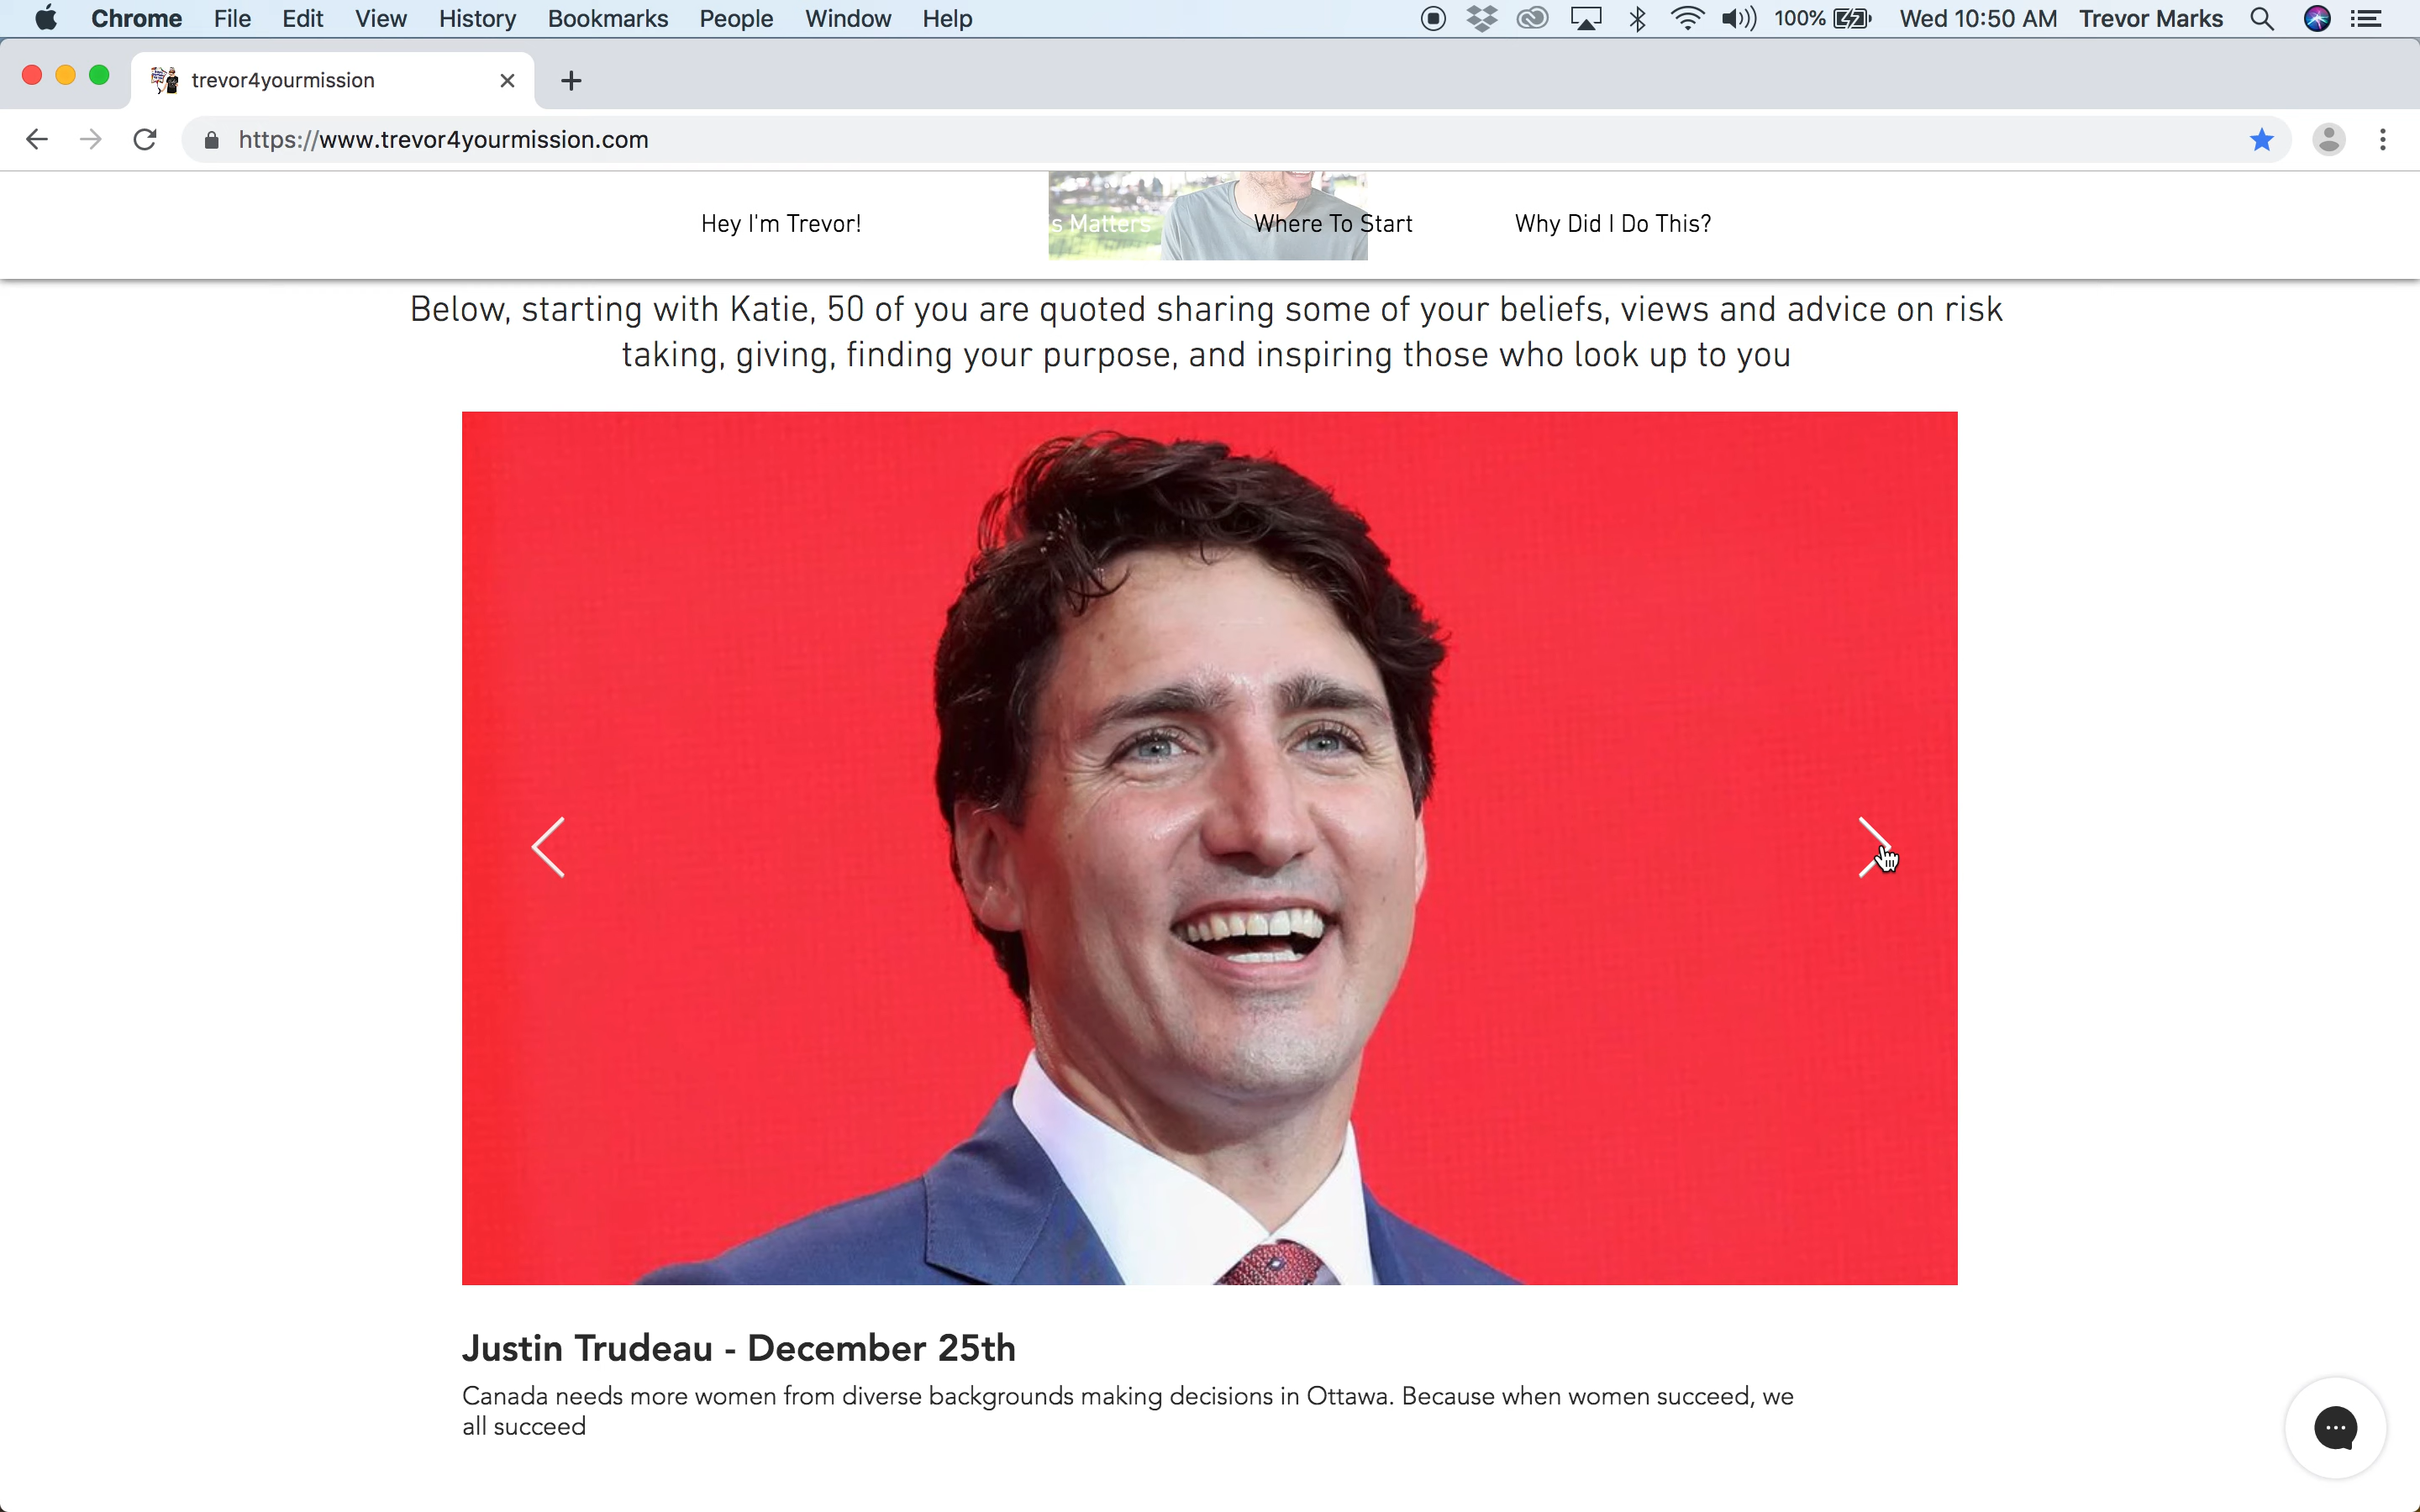 Chrome File Edit View History Bookmarks People Window Help 100% Wed 10:50 AM Trevor Marks
trevor4yourmission
https://www.trevor4yourmission.com
Hey I'm Trevor! s Matters Where To Start Why Did I Do This?
Below, starting with Katie, 50 of you are quoted sharing some of your beliefs, views and advice on risk
taking, giving, finding your purpose, and inspiring those who look up to you
Justin Trudeau - December 25th
Canada needs more women from diverse backgrounds making decisions in Ottawa. Because when women succeed, we
all succeed